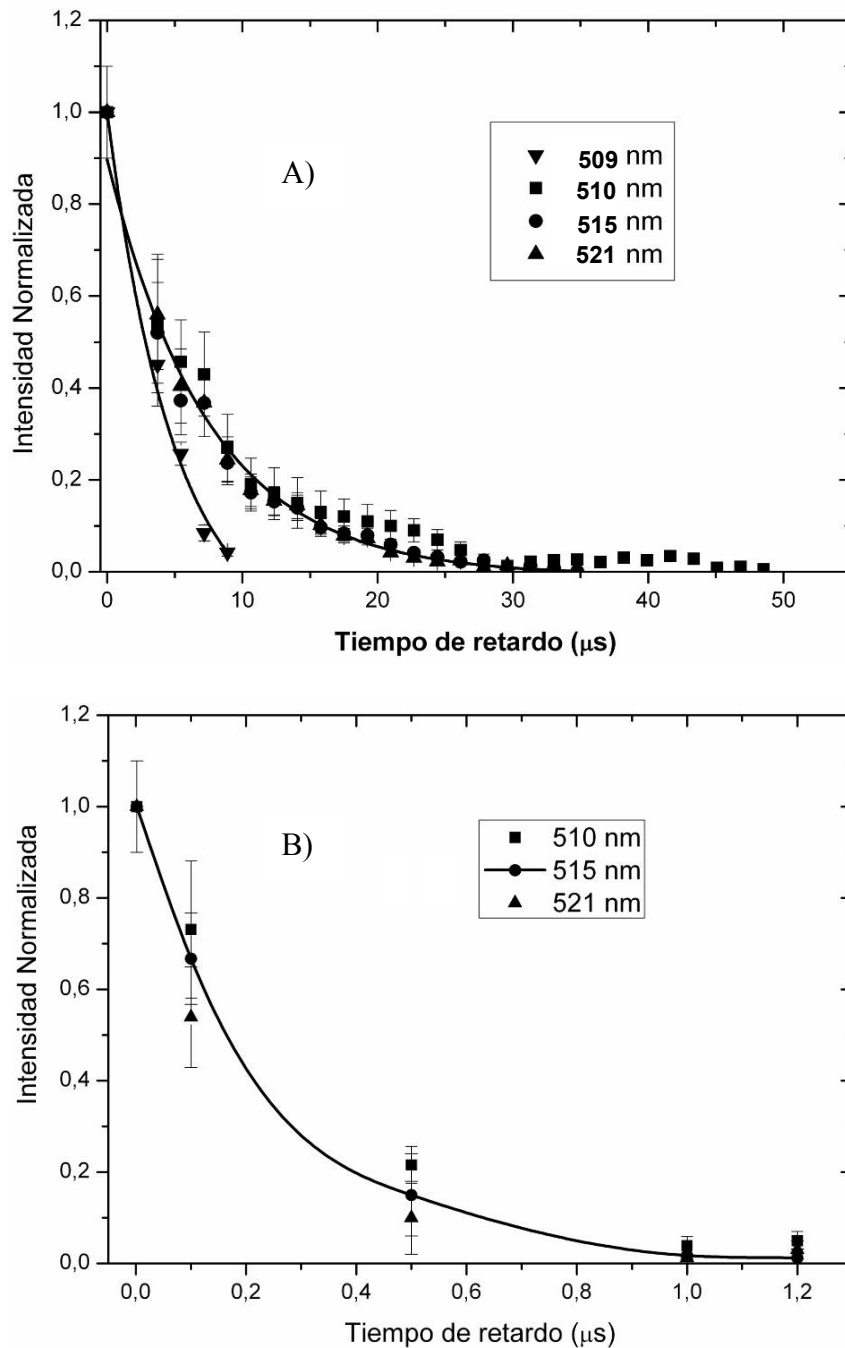 1,2
1,0
0,8
0,6
0,4
0,2
0,0
Intensidad Normalizada
A)
509 nm
510 nm
515 nm
521 nm
0 10 20 30 40 50
Tiempo de retardo (μs)
1,2
1,0
0,8
0,6
0,4
0,2
0,0
Intensidad Normalizada
B)
510 nm
515 nm
521 nm
0,0 0,2 0,4 0,6 0,8 1,0 1,2
Tiempo de retardo (μs)